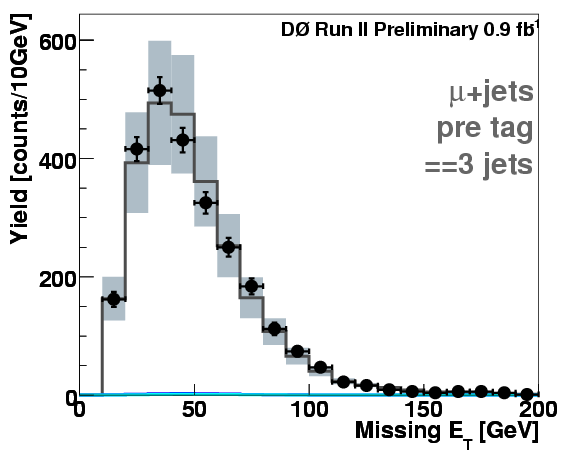 DØ Run II Preliminary 0.9 fb⁻¹
μ+jets
pre tag
==3 jets
Yield [counts/10GeV]
600
400
200
0
0 50 100 150 200
Missing E_T [GeV]